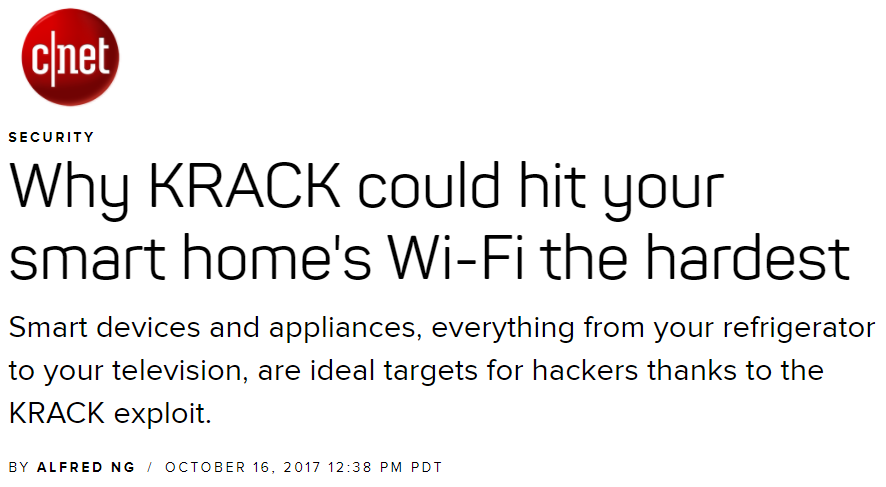 c|net
SECURITY
Why KRACK could hit your
smart home's Wi-Fi the hardest
Smart devices and appliances, everything from your refrigerator
to your television, are ideal targets for hackers thanks to the
KRACK exploit.
BY ALFRED NG / OCTOBER 16, 2017 12:38 PM PDT